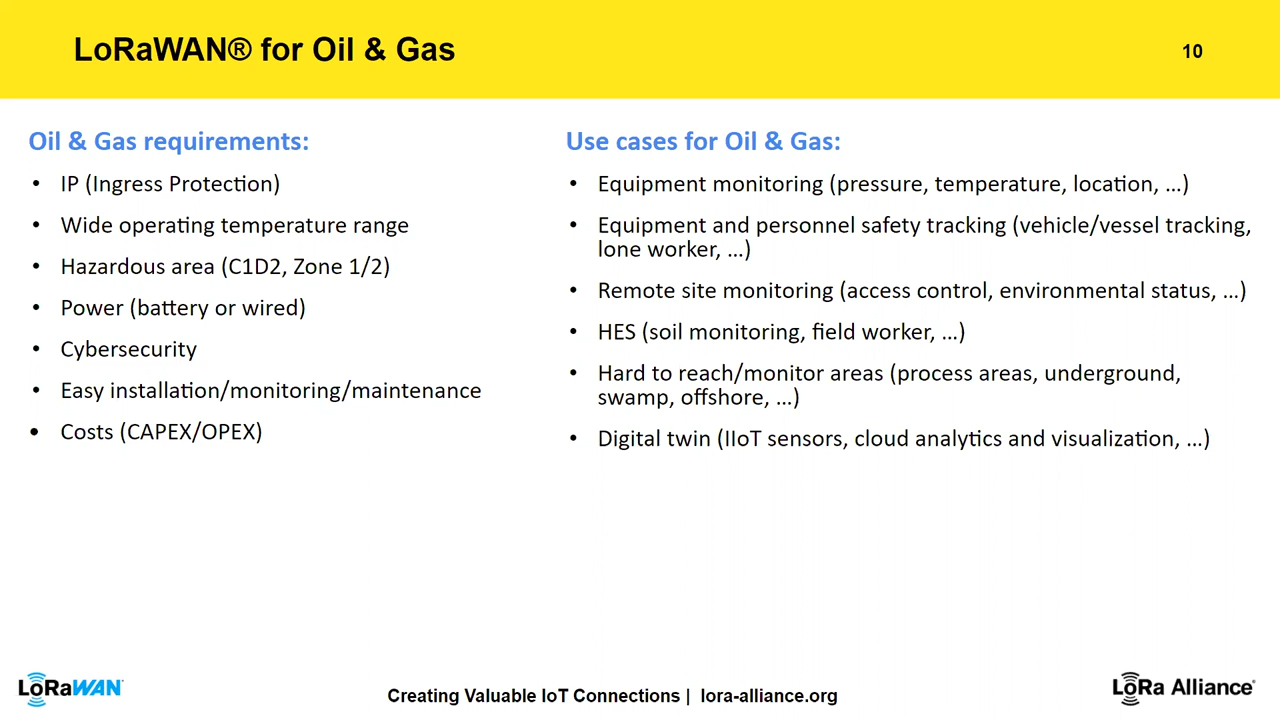 LoRaWAN® for Oil & Gas
10
Oil & Gas requirements:
• IP (Ingress Protection)
• Wide operating temperature range
• Hazardous area (C1D2, Zone 1/2)
• Power (battery or wired)
• Cybersecurity
• Easy installation/monitoring/maintenance
• Costs (CAPEX/OPEX)
Use cases for Oil & Gas:
• Equipment monitoring (pressure, temperature, location, …)
• Equipment and personnel safety tracking (vehicle/vessel tracking,
lone worker, …)
• Remote site monitoring (access control, environmental status, …)
• HES (soil monitoring, field worker, …)
• Hard to reach/monitor areas (process areas, underground,
swamp, offshore, …)
• Digital twin (IIoT sensors, cloud analytics and visualization, …)
LoRaWAN
Creating Valuable IoT Connections | lora-alliance.org
LoRa Alliance®